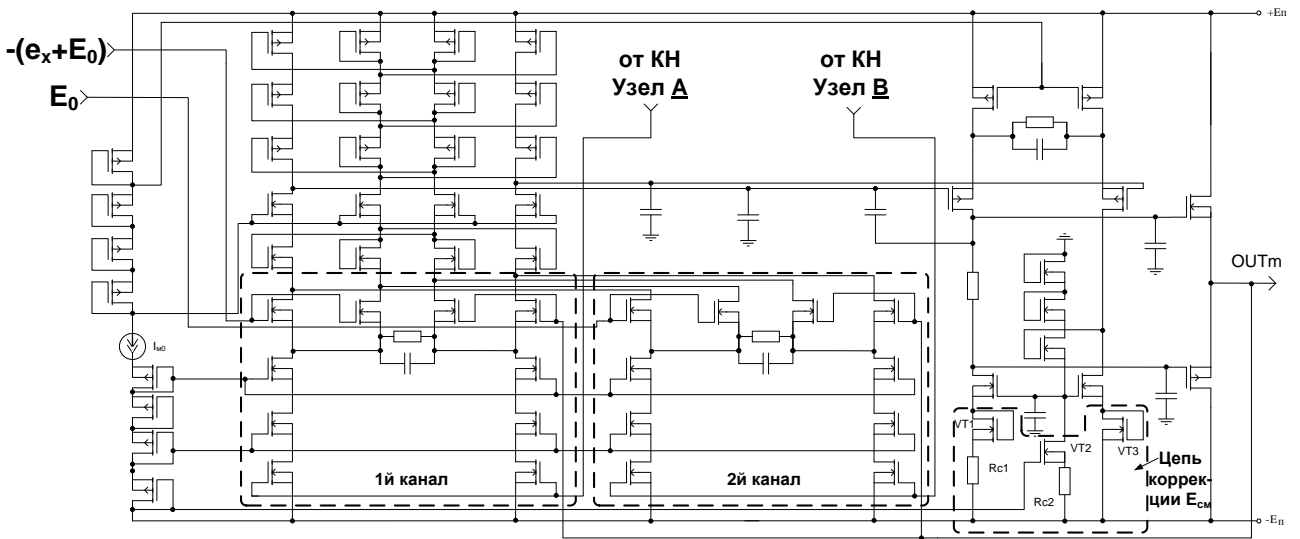 +Eп
-(eₓ+E₀)
E₀
от КН
Узел A
от КН
Узел B
OUTm
Iм0
VT1
VT2
VT3
Rc1
Rc2
Цепь
коррек-
ции Eсм
1й канал
2й канал
-Eп